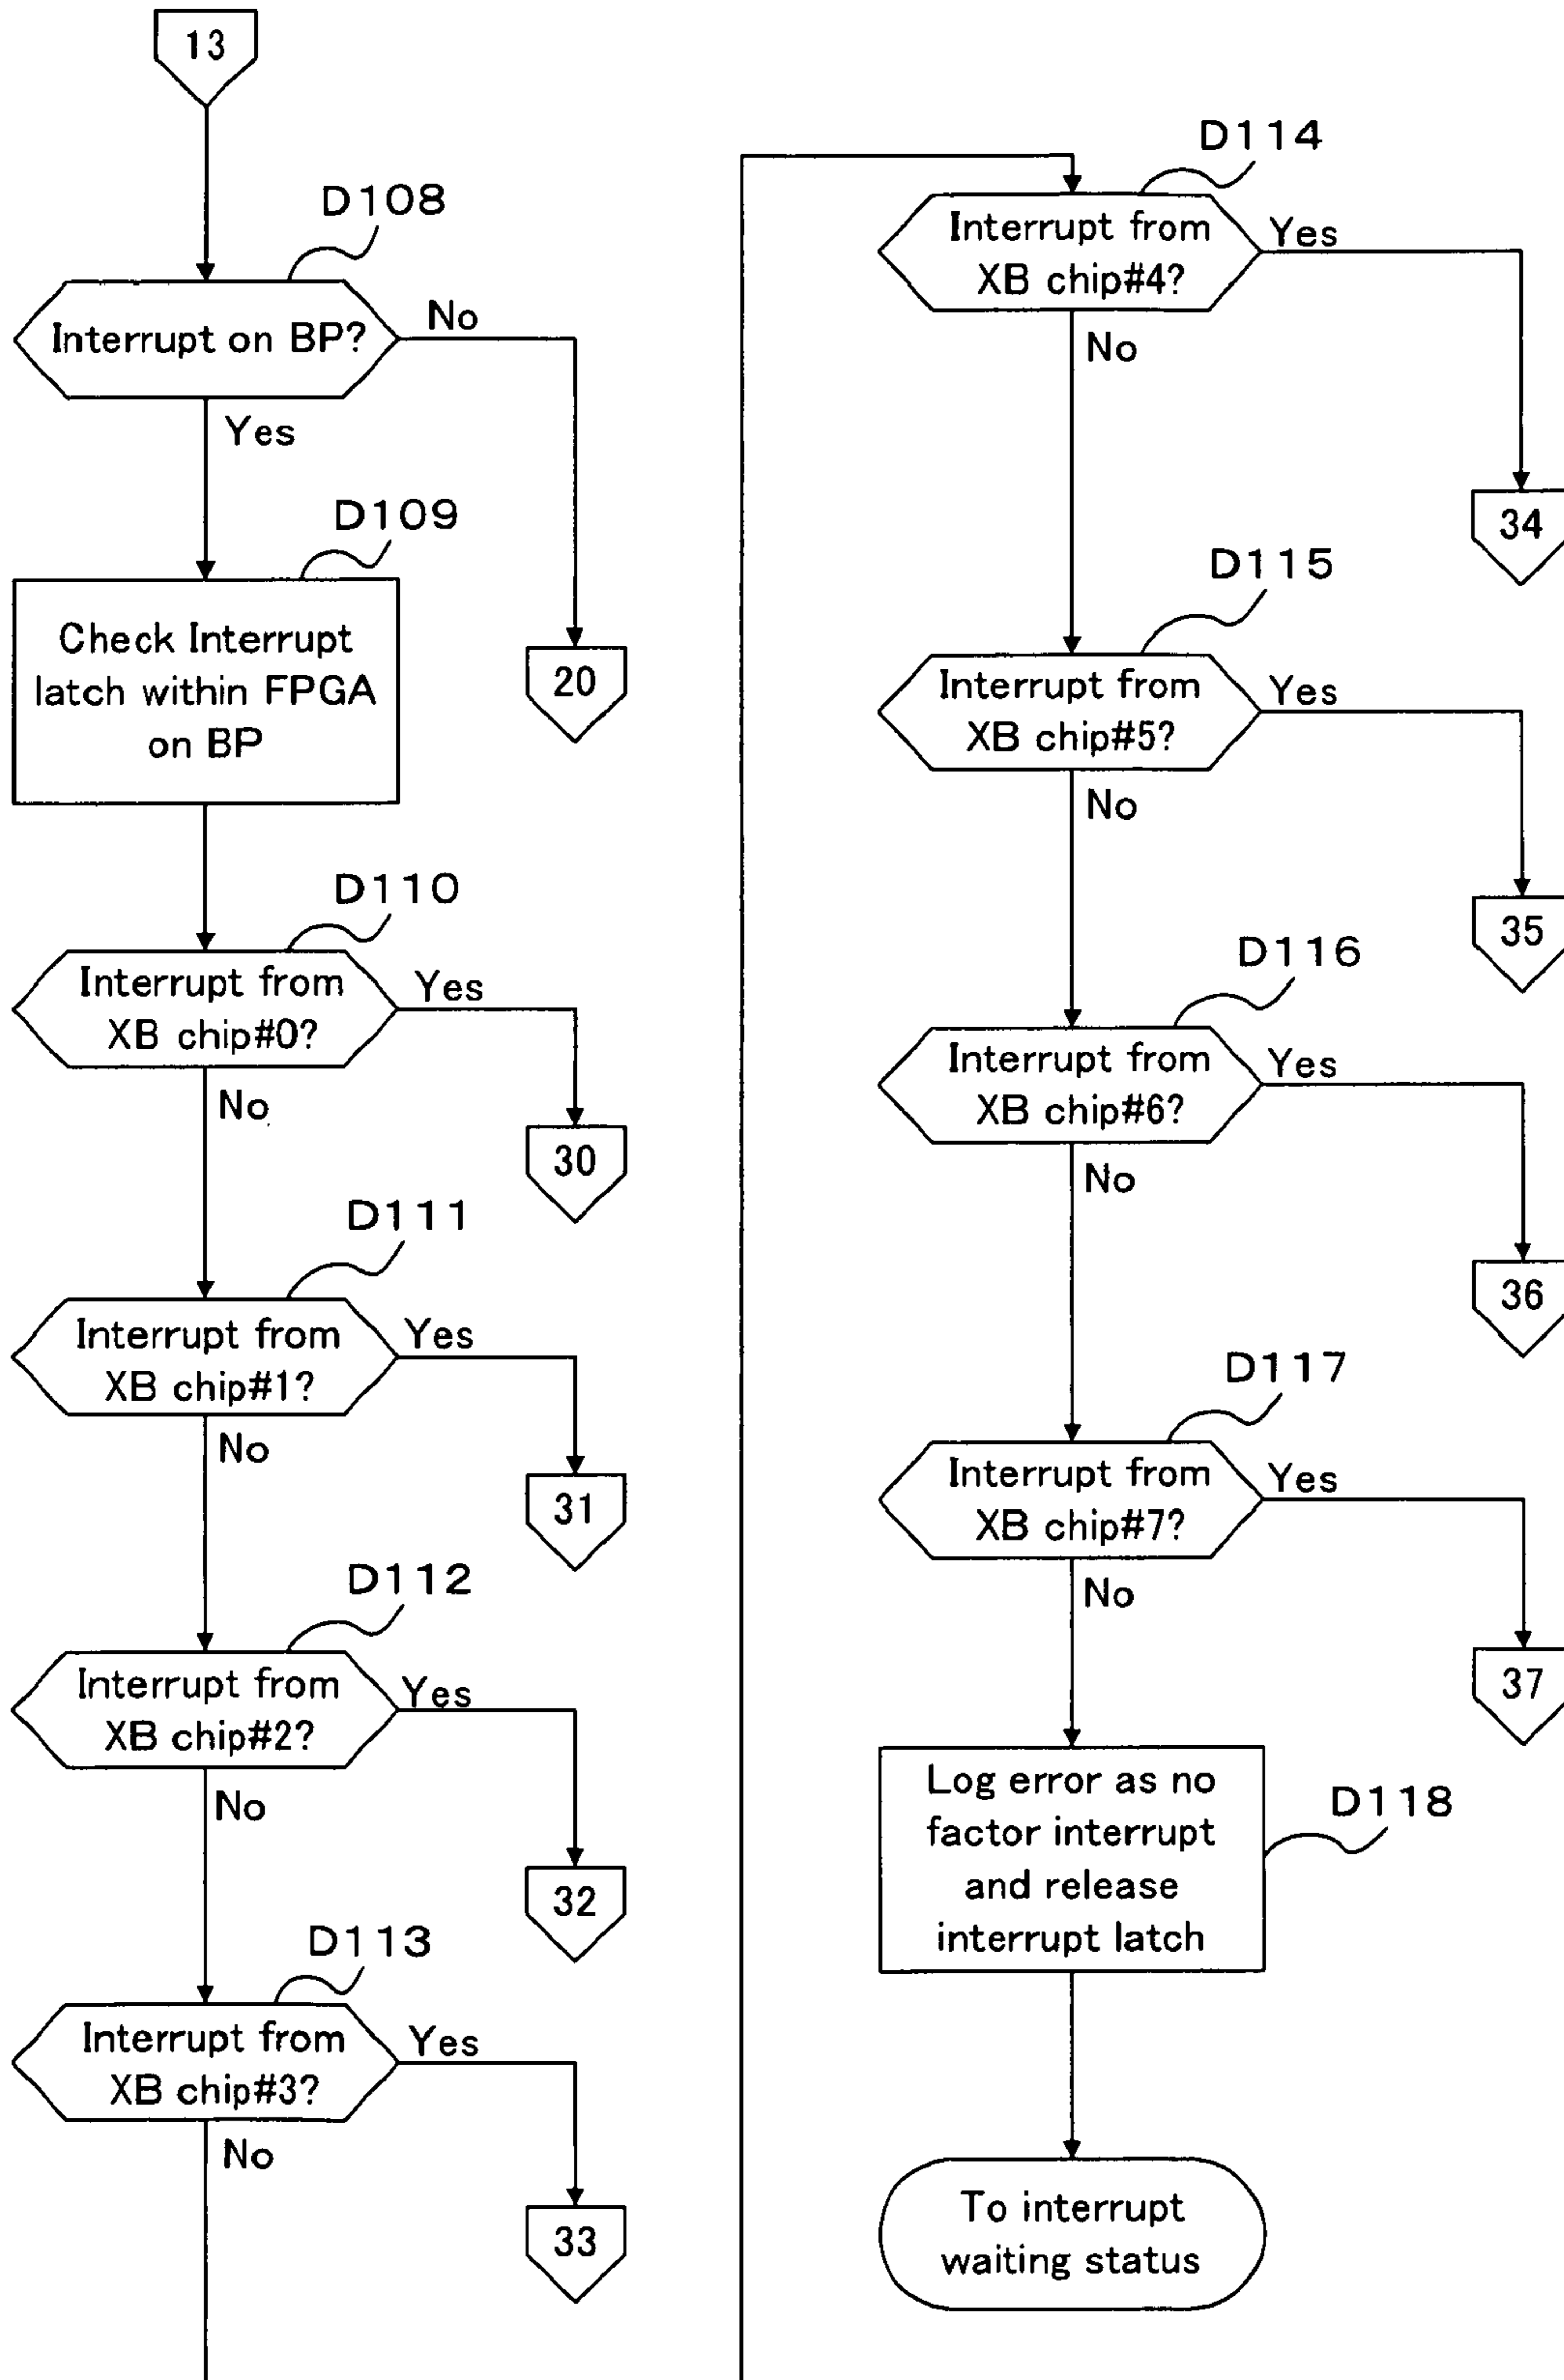 13
D108
Interrupt on BP?
No
Yes
D109
Check Interrupt
latch within FPGA
on BP
20
D110
Interrupt from
XB chip#0?
Yes
No
30
D111
Interrupt from
XB chip#1?
Yes
No
31
D112
Interrupt from
XB chip#2?
Yes
No
32
D113
Interrupt from
XB chip#3?
Yes
No
33
D114
Interrupt from
XB chip#4?
Yes
No
34
D115
Interrupt from
XB chip#5?
Yes
No
35
D116
Interrupt from
XB chip#6?
Yes
No
36
D117
Interrupt from
XB chip#7?
Yes
No
37
Log error as no
factor interrupt
and release
interrupt latch
D118
To interrupt
waiting status